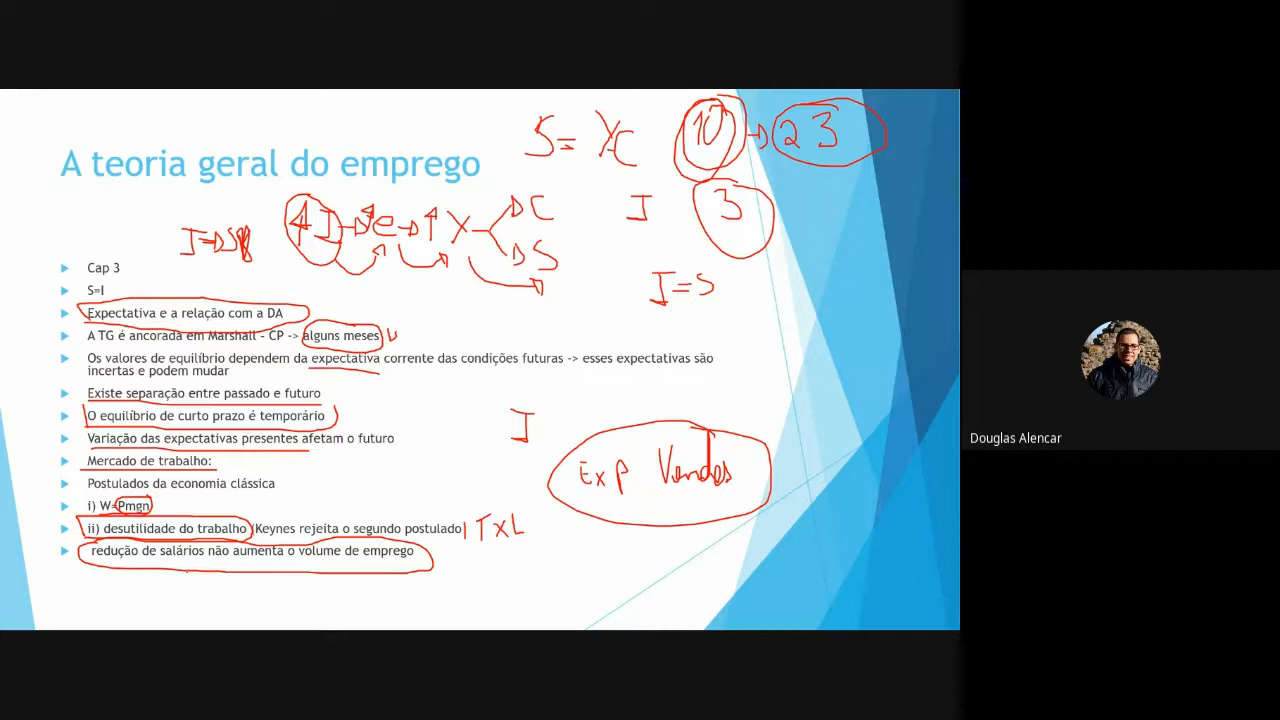 S = Y-C 10 → 23
A teoria geral do emprego
↑I → ↑e → ↑Y C I 3
I → S
S
I = S
Cap 3
S=I
Expectativa e a relação com a DA
A TG é ancorada em Marshall – CP -> alguns meses
Os valores de equilíbrio dependem da expectativa corrente das condições futuras -> esses expectativas são
incertas e podem mudar
Existe separação entre passado e futuro
O equilíbrio de curto prazo é temporário
I
Variação das expectativas presentes afetam o futuro
Douglas Alencar
Mercado de trabalho:
Exp Vendas
Postulados da economia clássica
i) W=Pmgn
ii) desutilidade do trabalho (Keynes rejeita o segundo postulado) T X L
redução de salários não aumenta o volume de emprego